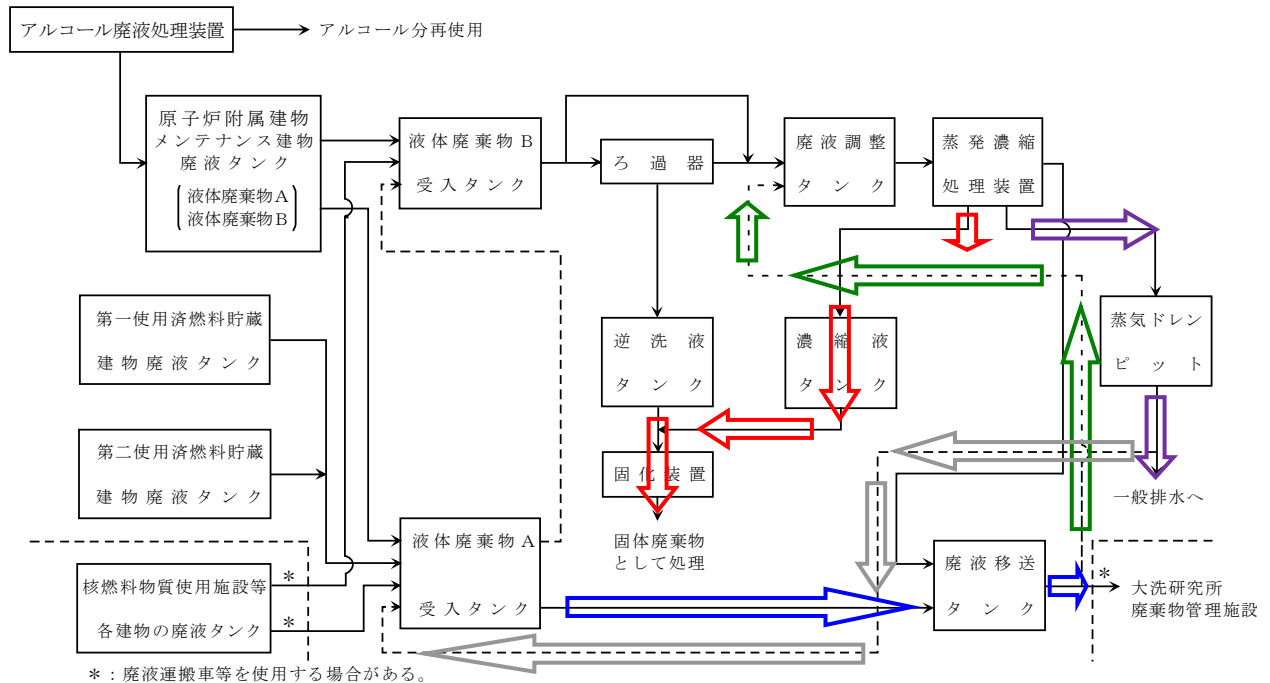 アルコール廃液処理装置
アルコール分再使用
原子炉附属建物
メンテナンス建物
廃液タンク
液体廃棄物A
液体廃棄物B
液体廃棄物B
受入タンク
ろ過器
廃液調整
タンク
蒸発濃縮
処理装置
第一使用済燃料貯蔵
建物廃液タンク
逆洗液
タンク
濃縮液
タンク
蒸気ドレン
ピット
第二使用済燃料貯蔵
建物廃液タンク
固化装置
一般排水へ
固体廃棄物
として処理
液体廃棄物A
受入タンク
廃液移送
タンク
核燃料物質使用施設等
各建物の廃液タンク
*
*
*
大洗研究所
廃棄物管理施設
*:廃液運搬車等を使用する場合がある。